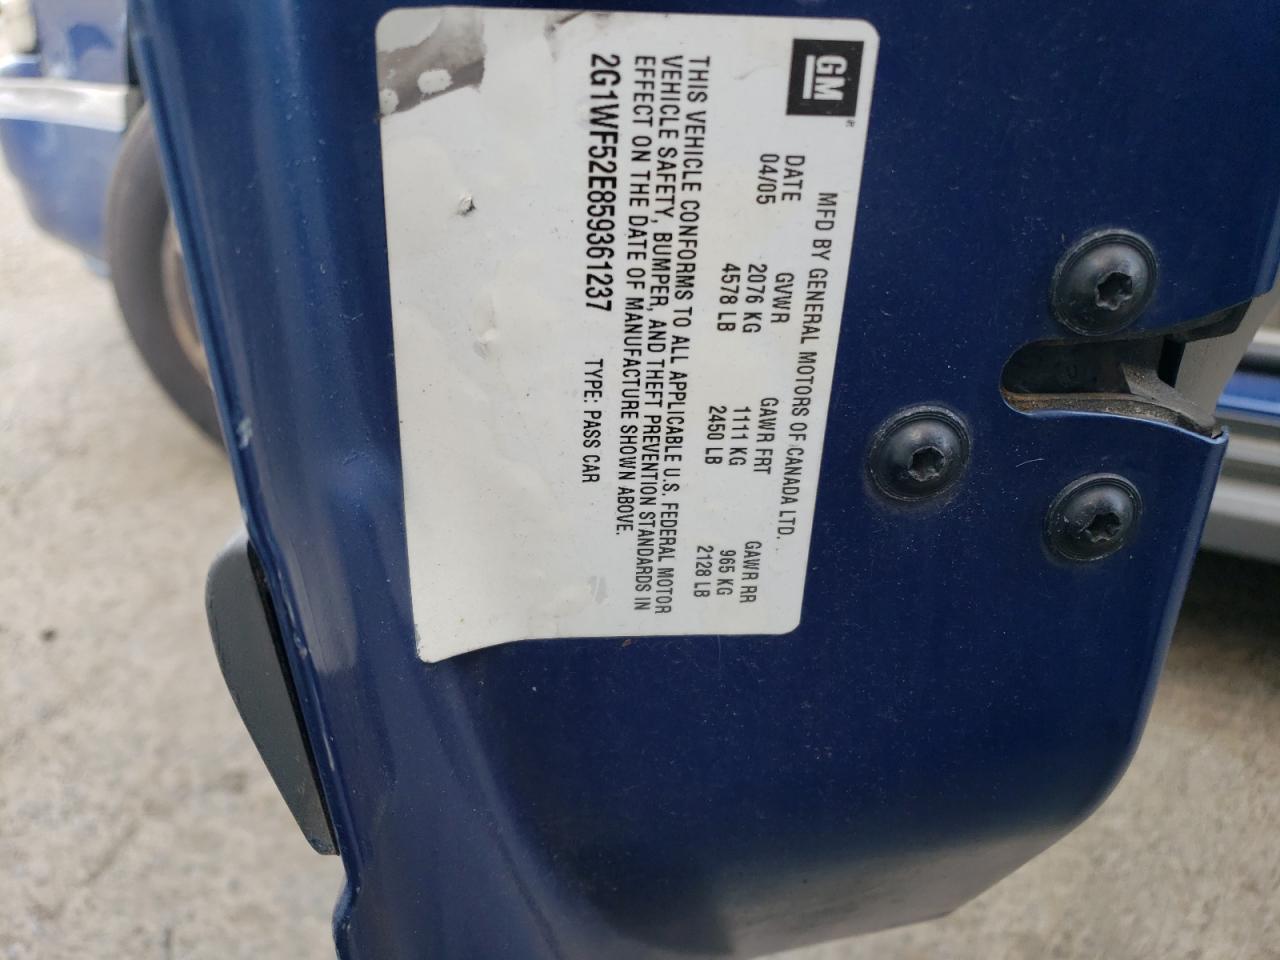 GM
MFD BY GENERAL MOTORS OF CANADA LTD.
DATE GVWR GAWR FRT GAWR RR
04/05 2076 KG 1111 KG 965 KG
4578 LB 2450 LB 2128 LB
THIS VEHICLE CONFORMS TO ALL APPLICABLE U.S. FEDERAL MOTOR
VEHICLE SAFETY, BUMPER, AND THEFT PREVENTION STANDARDS IN
EFFECT ON THE DATE OF MANUFACTURE SHOWN ABOVE.
2G1WF52E859361237 TYPE: PASS CAR